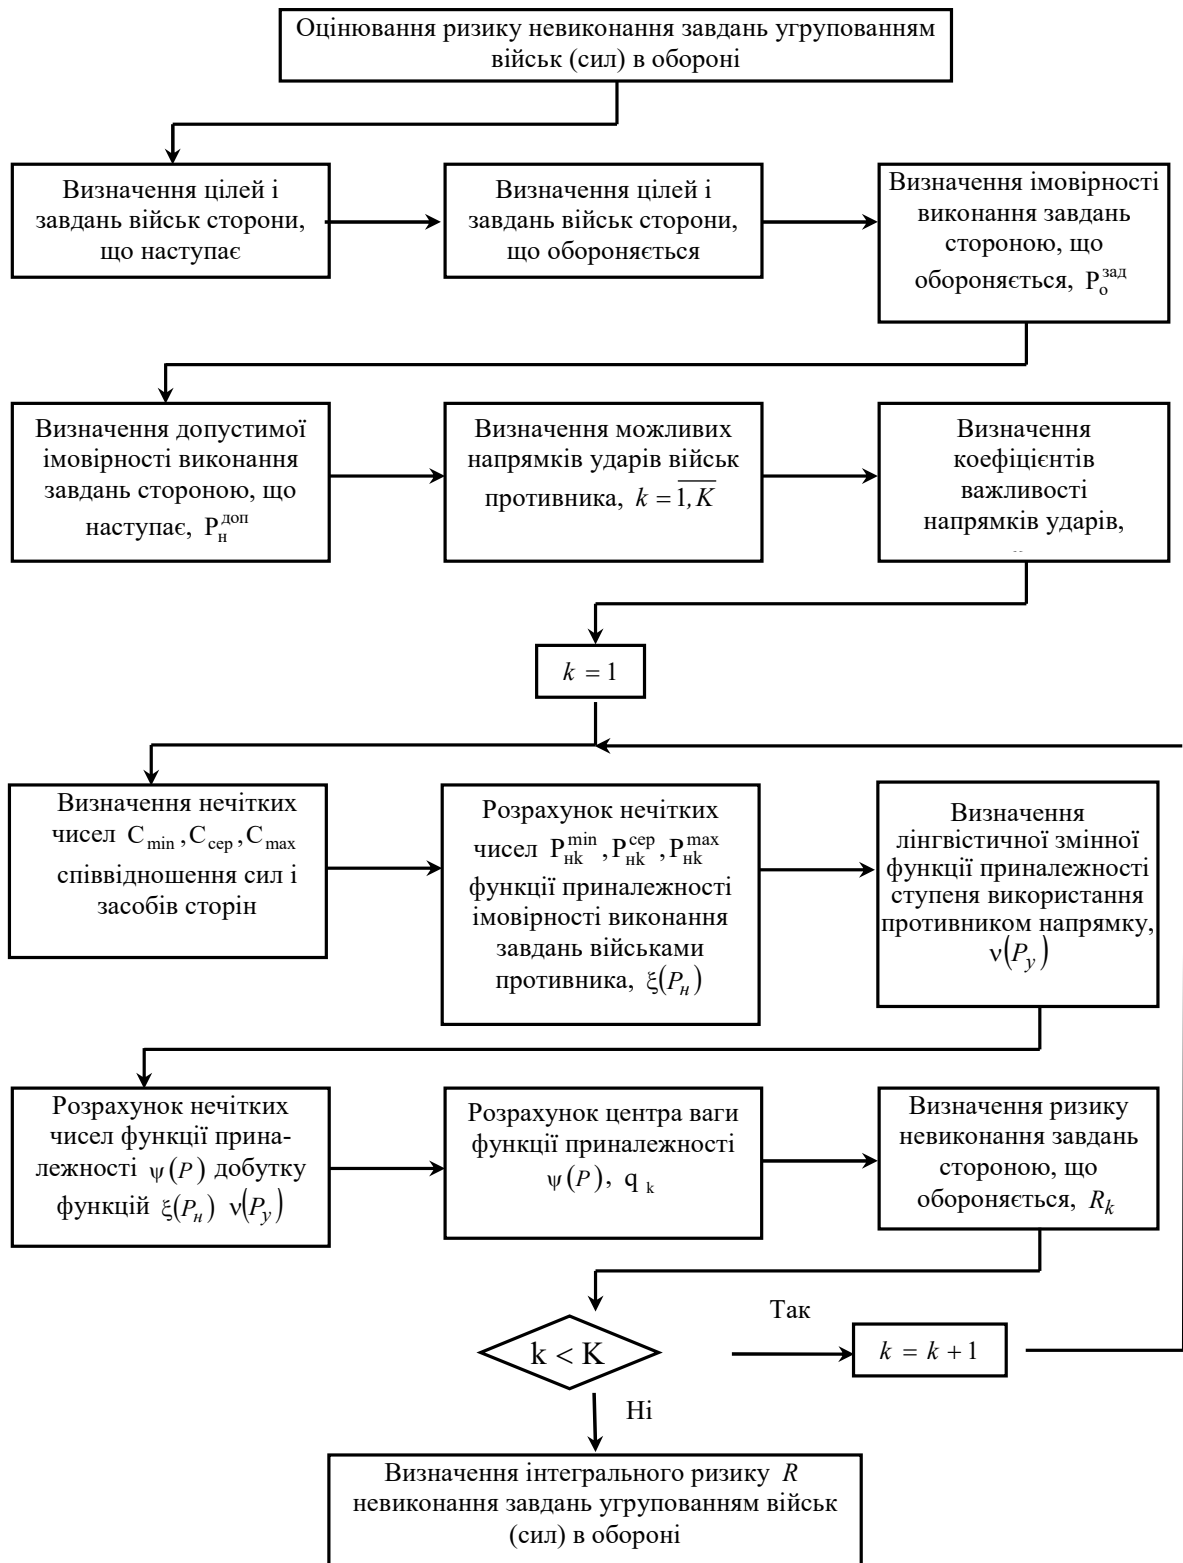 Оцінювання ризику невиконання завдань угрупованням
військ (сил) в обороні
Визначення цілей і
завдань військ сторони,
що наступає
Визначення цілей і
завдань військ сторони,
що обороняється
Визначення імовірності
виконання завдань
стороною, що
обороняється, P_о^зад
Визначення допустимої
імовірності виконання
завдань стороною, що
наступає, P_н^доп
Визначення можливих
напрямків ударів військ
противника, k = \overline{1, K}
Визначення
коефіцієнтів
важливості
напрямків ударів,
k = 1
Визначення нечітких
чисел C_min, C_сер, C_max
співвідношення сил і
засобів сторін
Розрахунок нечітких
чисел P_нk^min, P_нk^сер, P_нk^max
функції приналежності
імовірності виконання
завдань військами
противника, ξ(P_н)
Визначення
лінгвістичної змінної
функції приналежності
ступеня використання
противником напрямку,
ν(P_y)
Розрахунок нечітких
чисел функції прина-
лежності ψ(P) добутку
функцій ξ(P_н) ν(P_y)
Розрахунок центра ваги
функції приналежності
ψ(P), q_k
Визначення ризику
невиконання завдань
стороною, що
обороняється, R_k
k < K
Так
k = k + 1
Ні
Визначення інтегрального ризику R
невиконання завдань угрупованням військ
(сил) в обороні